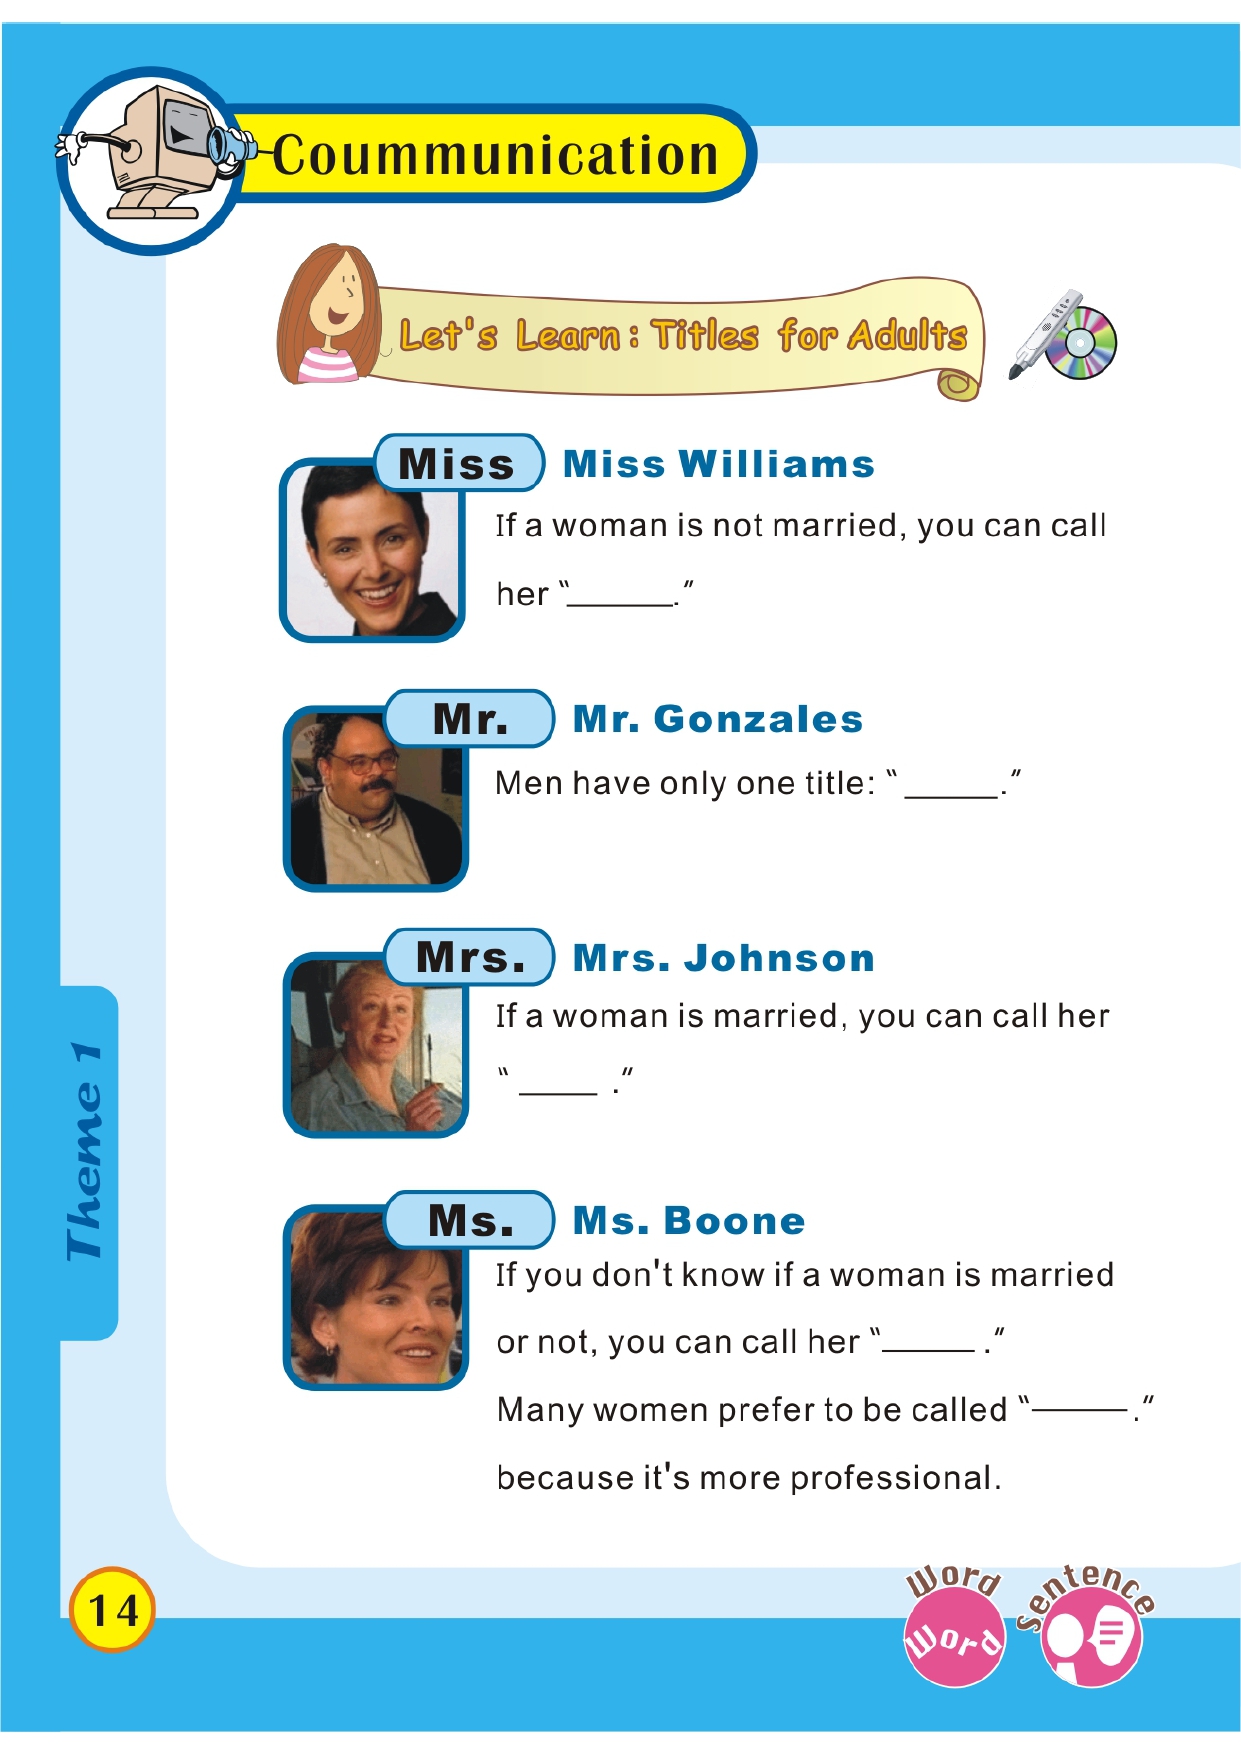 Coummunication
Let's Learn: Titles for Adults
Miss
Miss Williams
If a woman is not married, you can call
her “______.”
Mr.
Mr. Gonzales
Men have only one title: “ _____.”
Mrs.
Mrs. Johnson
If a woman is married, you can call her
“ ____ .”
Ms.
Ms. Boone
If you don't know if a woman is married
or not, you can call her “_____ .”
Many women prefer to be called “_____ .”
because it's more professional.
Theme 1
14
Word
Word
Sentence